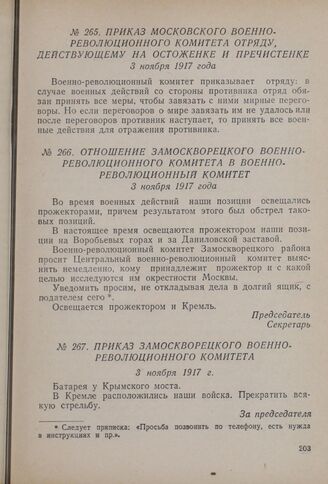 № 265. ПРИКАЗ МОСКОВСКОГО ВОЕННО-
РЕВОЛЮЦИОННОГО КОМИТЕТА ОТРЯДУ,
ДЕЙСТВУЮЩЕМУ НА ОСТОЖЕНКЕ И ПРЕЧИСТЕНКЕ
3 ноября 1917 года
Военно-революционный комитет приказывает отряду: в
случае военных действий со стороны противника отряд обя-
зан принять все меры, чтобы завязать с ними мирные перего-
воры. Но если переговоров о мире завязать им не удалось или
после переговоров противник наступает, то принять все воен-
ные действия для отражения противника.
№ 266. ОТНОШЕНИЕ ЗАМОСКВОРЕЦКОГО ВОЕННО-
РЕВОЛЮЦИОННОГО КОМИТЕТА В ВОЕННО-
РЕВОЛЮЦИОННЫЙ КОМИТЕТ
3 ноября 1917 года
Во время военных действий наши позиции освещались
прожекторами, причем результатом этого был обстрел тако-
вых позиций.
В настоящее время освещаются прожектором наши пози-
ции на Воробьевых горах и за Даниловской заставой.
Военно-революционный комитет Замоскворецкого района
просит Центральный военно-революционный комитет выяс-
нить немедленно, кому принадлежит прожектор и с какой
целью исследуются им окрестности Москвы.
Уведомить просим, не откладывая дела в долгий ящик, с
подателем сего*.
Освещается прожектором и Кремль.
Председатель
Секретарь
№ 267. ПРИКАЗ ЗАМОСКВОРЕЦКОГО ВОЕННО-
РЕВОЛЮЦИОННОГО КОМИТЕТА
3 ноября 1917 г.
Батарея у Крымского моста.
В Кремле расположились наши войска. Прекратить вся-
кую стрельбу.
За председателя
* Следует приписка: «Просьба позвонить по телефону, есть нужда
в инструкциях и пр.».
203